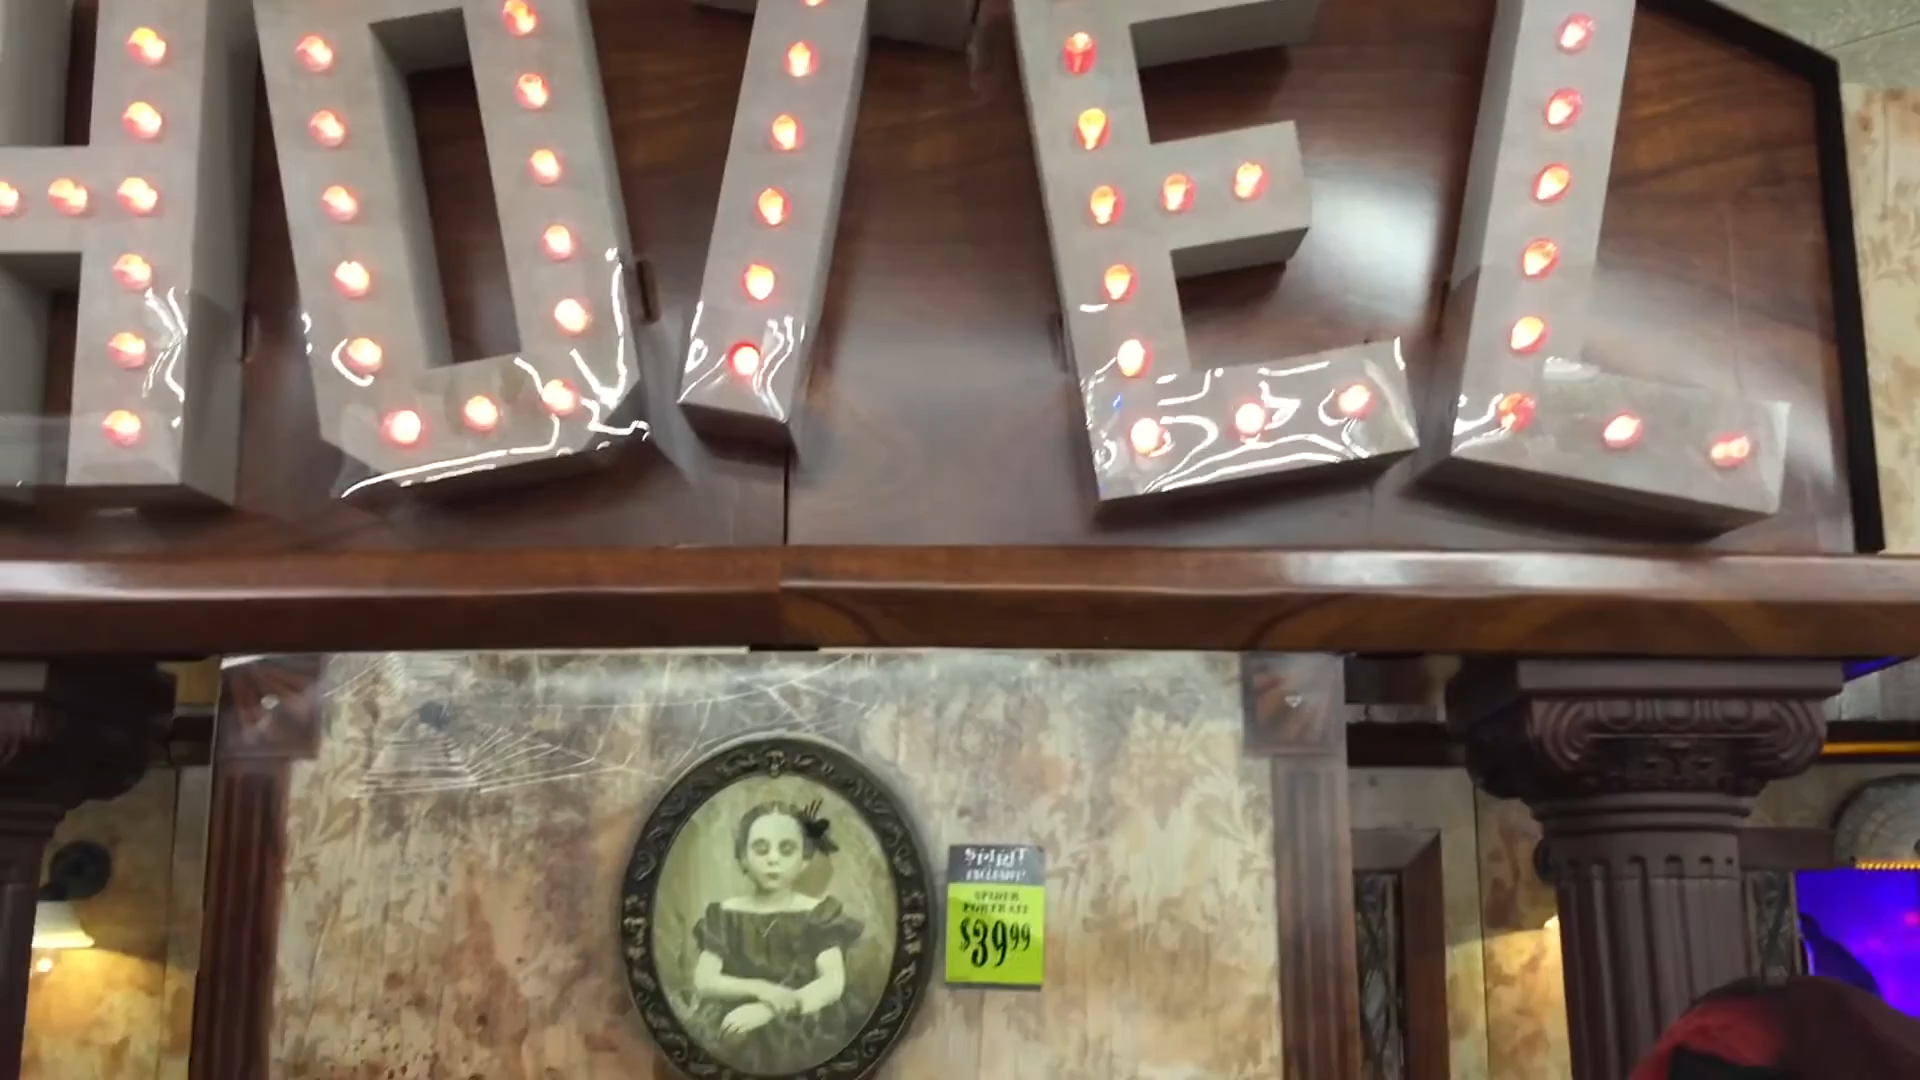 HOTEL
SPIRIT
EXCLUSIVE!
SPIDER
PORTRAIT
$39.99